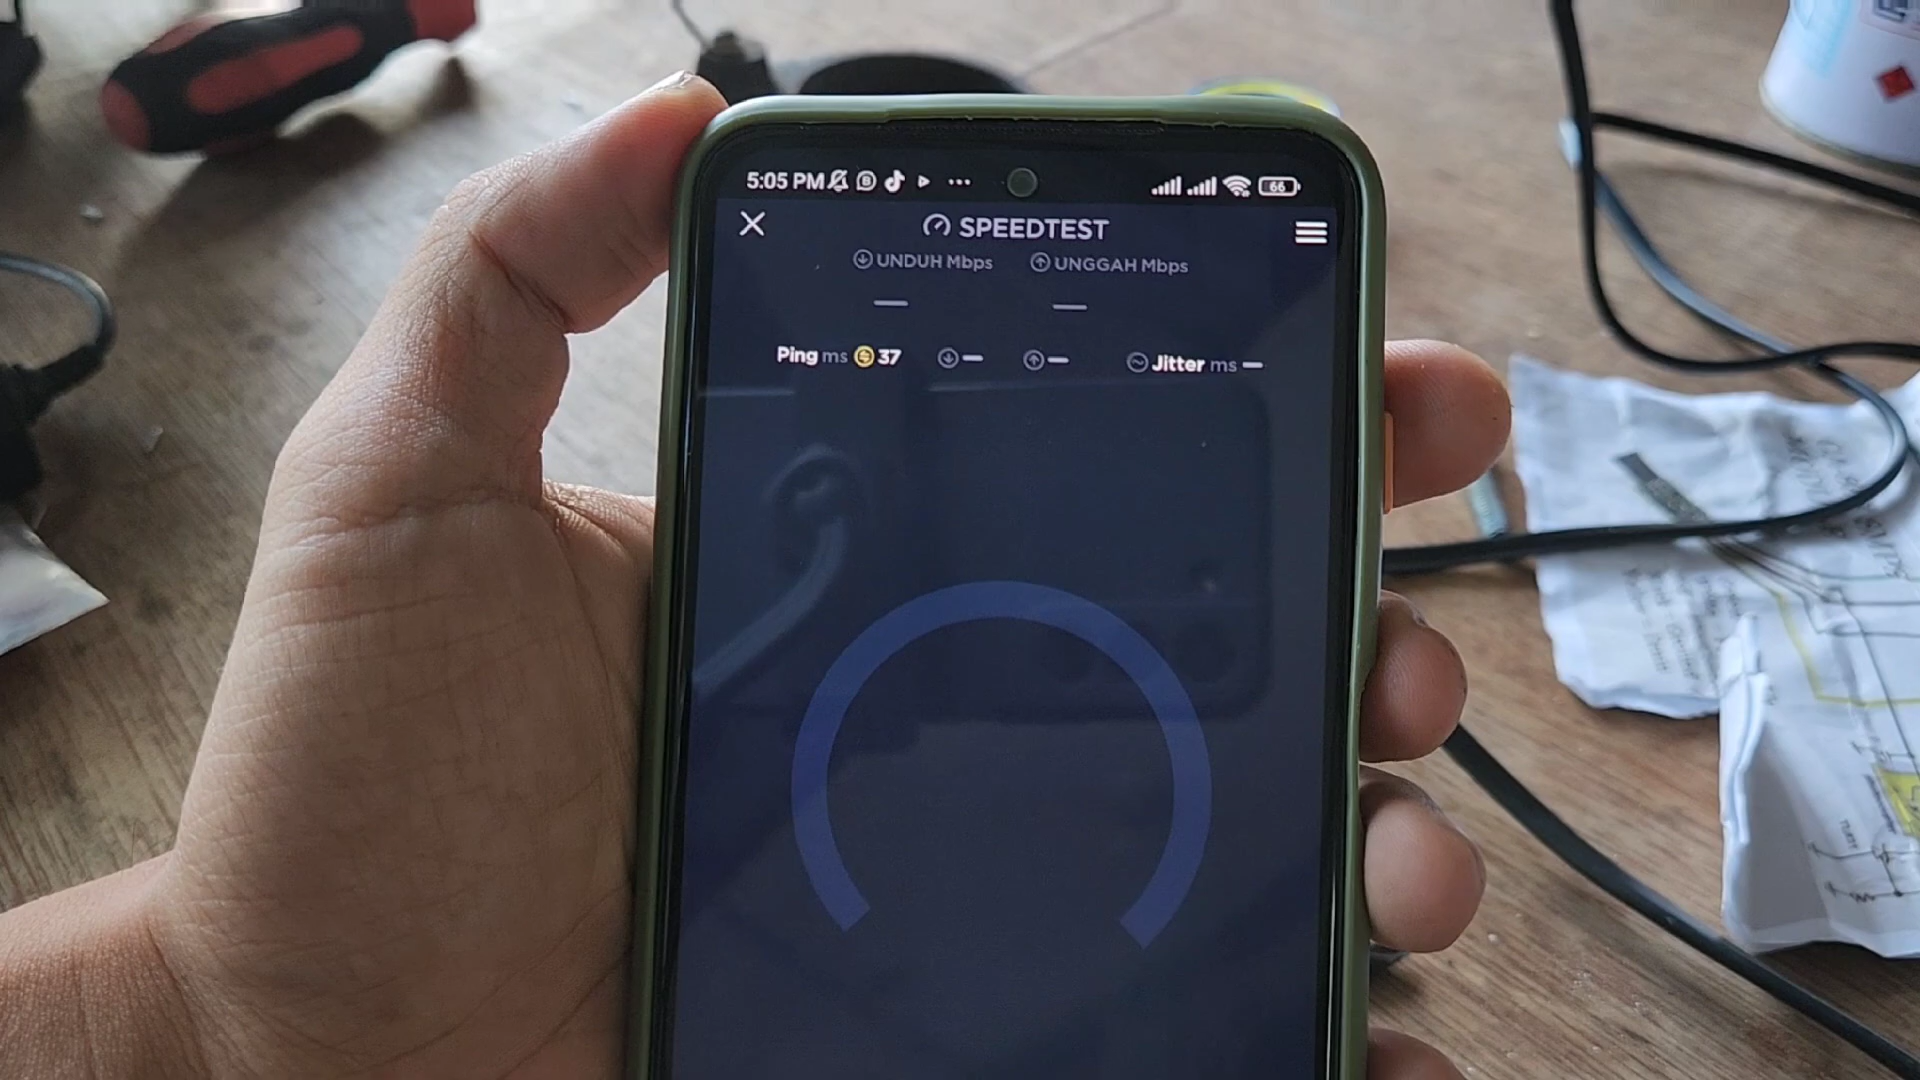 5:05 PM 66
SPEEDTEST
UNDUH Mbps UNGGAH Mbps
Ping ms 37 Jitter ms